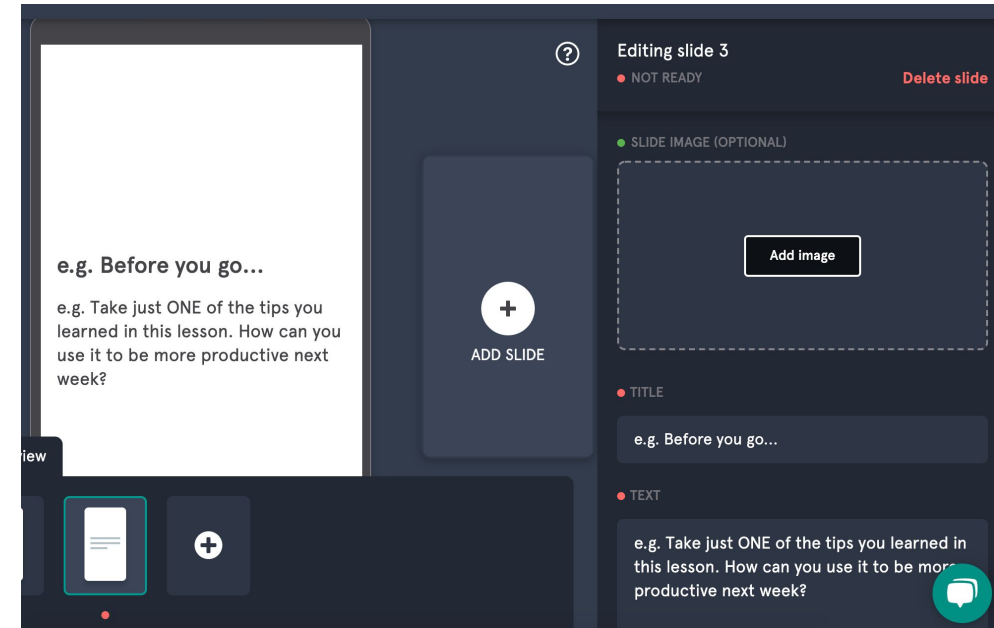 e.g. Before you go...
e.g. Take just ONE of the tips you
learned in this lesson. How can you
use it to be more productive next
week?
ADD SLIDE
iew
Editing slide 3
NOT READY
Delete slide
SLIDE IMAGE (OPTIONAL)
Add image
TITLE
e.g. Before you go...
TEXT
e.g. Take just ONE of the tips you learned in
this lesson. How can you use it to be more
productive next week?